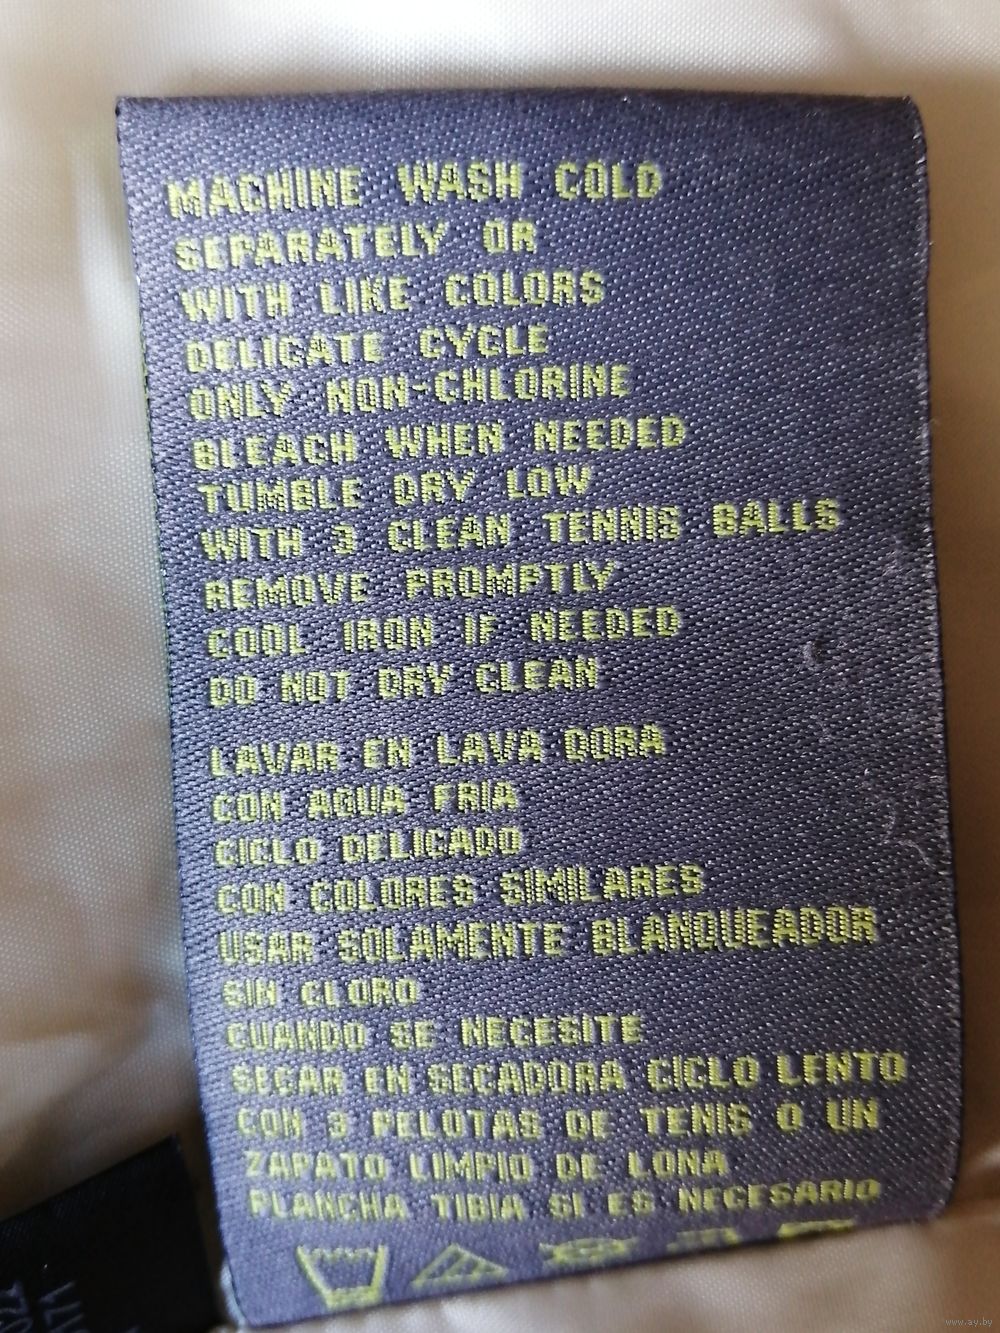 MACHINE WASH COLD
SEPARATELY OR
WITH LIKE COLORS
DELICATE CYCLE
ONLY NON-CHLORINE
BLEACH WHEN NEEDED
TUMBLE DRY LOW
WITH 3 CLEAN TENNIS BALLS
REMOVE PROMPTLY
COOL IRON IF NEEDED
DO NOT DRY CLEAN
LAVAR EN LAVA DORA
CON AGUA FRIA
CICLO DELICADO
CON COLORES SIMILARES
USAR SOLAMENTE BLANQUEADOR
SIN CLORO
CUANDO SE NECESITE
SECAR EN SECADORA CICLO LENTO
CON 3 PELOTAS DE TENIS O UN
ZAPATO LIMPIO DE LONA
PLANCHA TIBIA SI ES NECESARIO
www.ay.by